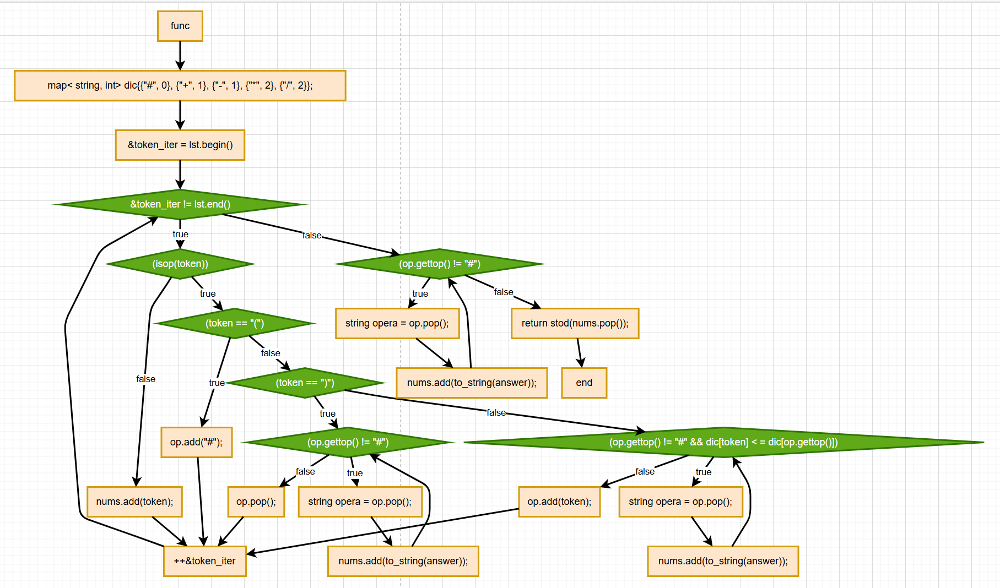 func
map< string, int> dic{{"#", 0}, {"+", 1}, {"-", 1}, {"*", 2}, {"/", 2}};
&token_iter = lst.begin()
&token_iter != lst.end()
true
false
(isop(token))
(op.gettop() != "#")
true
true
false
(token == "(")
string opera = op.pop();
return stod(nums.pop());
false
false
true
(token == ")")
nums.add(to_string(answer));
end
true
false
op.add("#");
(op.gettop() != "#")
(op.gettop() != "#" && dic[token] < = dic[op.gettop()])
false
true
false
true
nums.add(token);
op.pop();
string opera = op.pop();
op.add(token);
string opera = op.pop();
++&token_iter
nums.add(to_string(answer));
nums.add(to_string(answer));